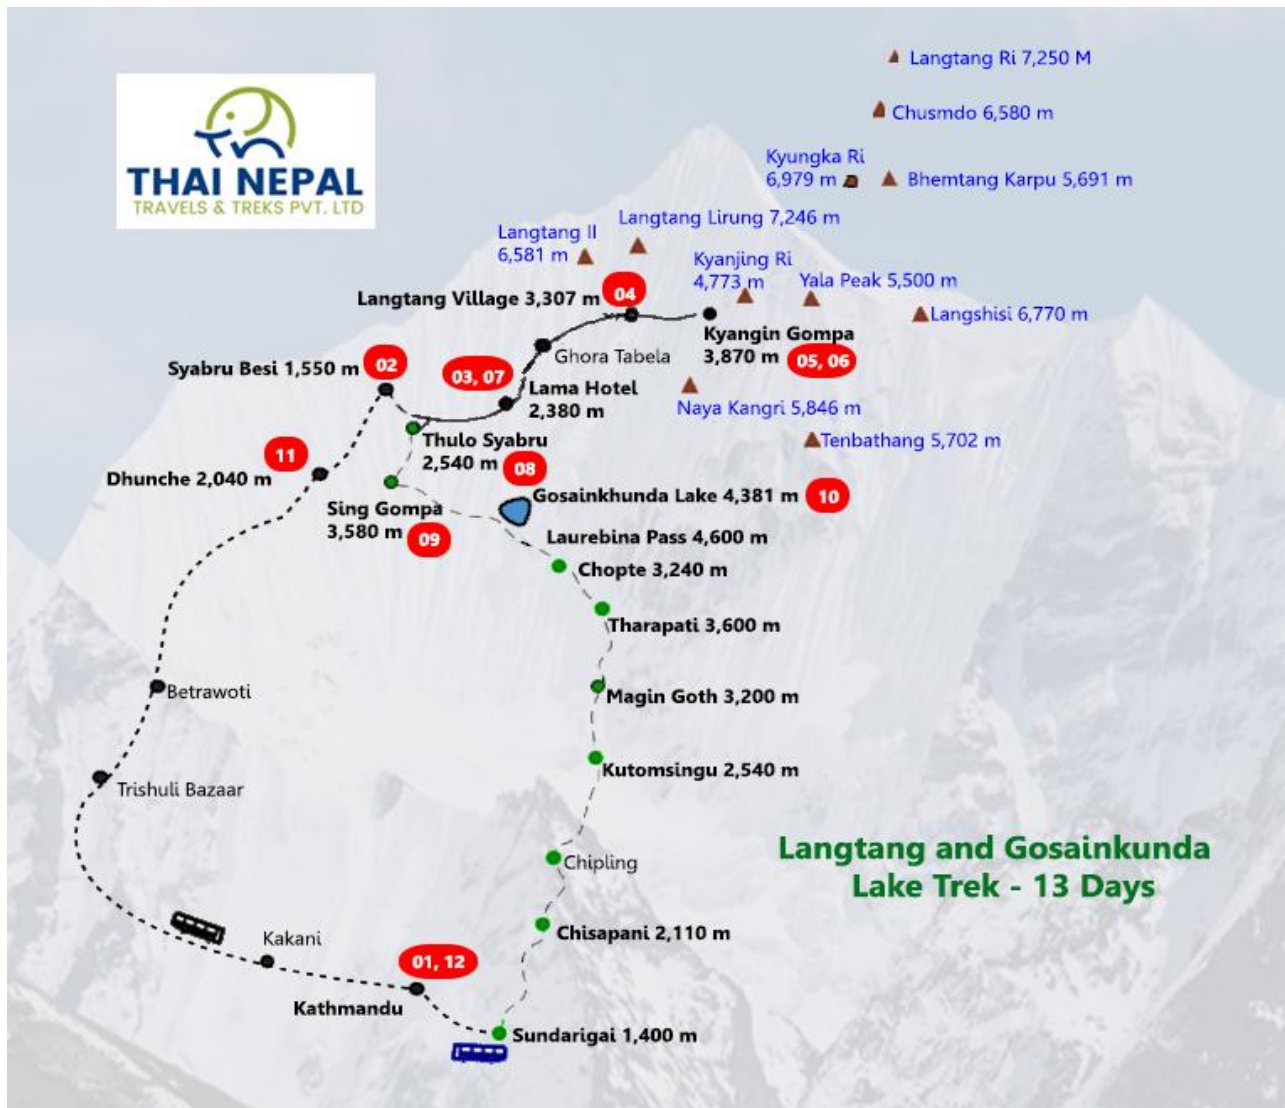 Langtang Ri 7,250 M
THAI NEPAL
TRAVELS & TREKS PVT. LTD
Chusmdo 6,580 m
Kyungka Ri
6,979 m
Bhemtang Karpu 5,691 m
Langtang Lirung 7,246 m
Langtang II
6,581 m
Kyanjing Ri
4,773 m
Yala Peak 5,500 m
Langtang Village 3,307 m
04
Langshisi 6,770 m
Kyangin Gompa
3,870 m
05, 06
Ghora Tabela
Syabru Besi 1,550 m
02
03, 07
Lama Hotel
2,380 m
Naya Kangri 5,846 m
Thulo Syabru
2,540 m
08
Tenbathang 5,702 m
11
Dhunche 2,040 m
Gosainkhunda Lake 4,381 m
10
Sing Gompa
3,580 m
09
Laurebina Pass 4,600 m
Chopte 3,240 m
Tharapati 3,600 m
Betrawoti
Magin Goth 3,200 m
Kutomsingu 2,540 m
Trishuli Bazaar
Langtang and Gosainkunda
Lake Trek - 13 Days
Chipling
Chisapani 2,110 m
Kakani
01, 12
Kathmandu
Sundarigai 1,400 m